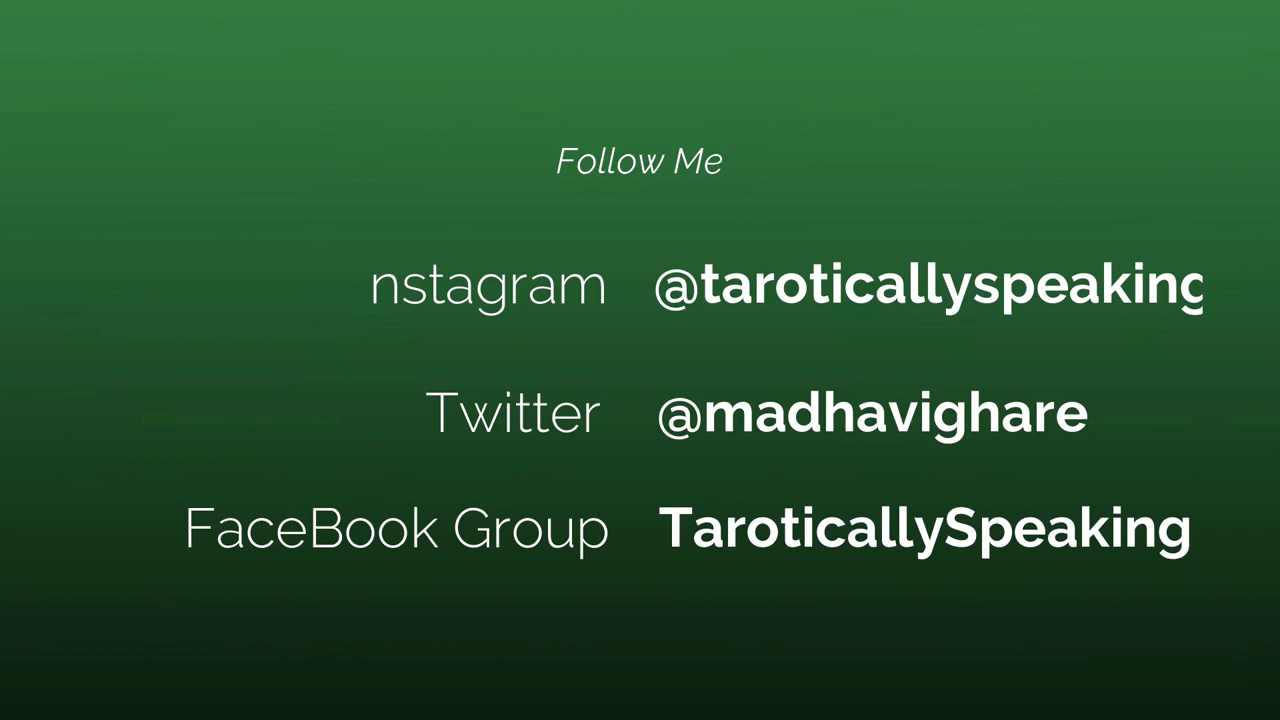 Follow Me
nstagram @taroticallyspeaking
Twitter @madhavighare
FaceBook Group TaroticallySpeaking